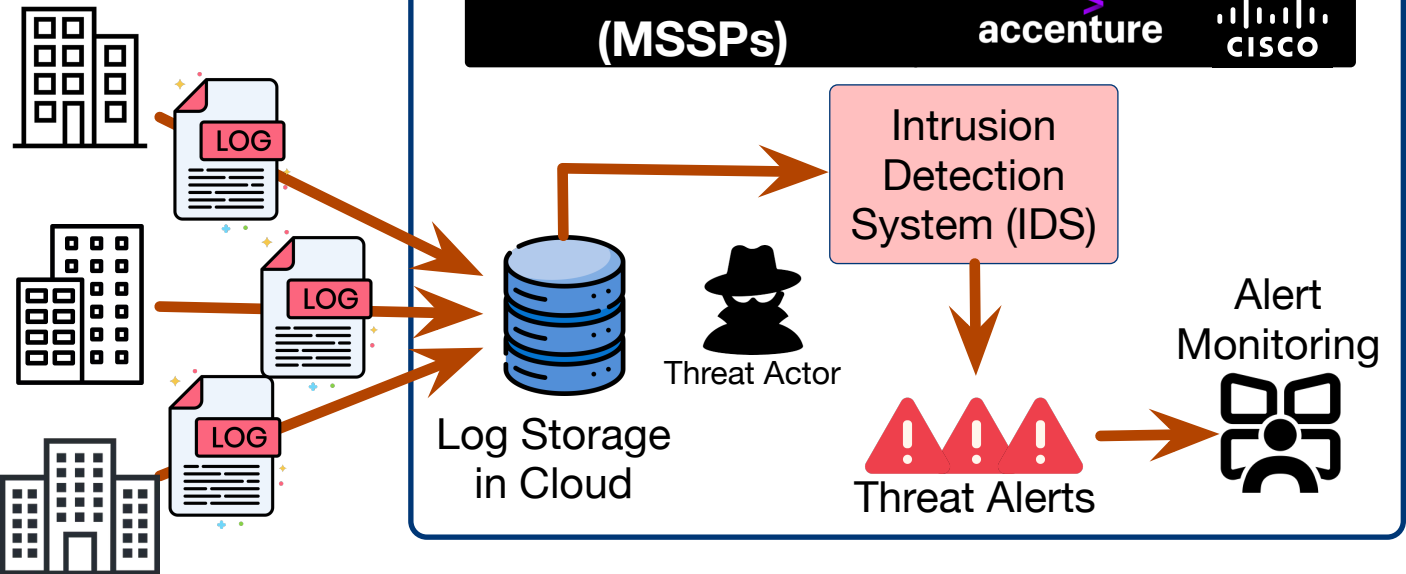 (MSSPs)
accenture
CISCO
LOG
LOG
LOG
Intrusion
Detection
System (IDS)
Threat Actor
Log Storage
in Cloud
Alert
Monitoring
Threat Alerts